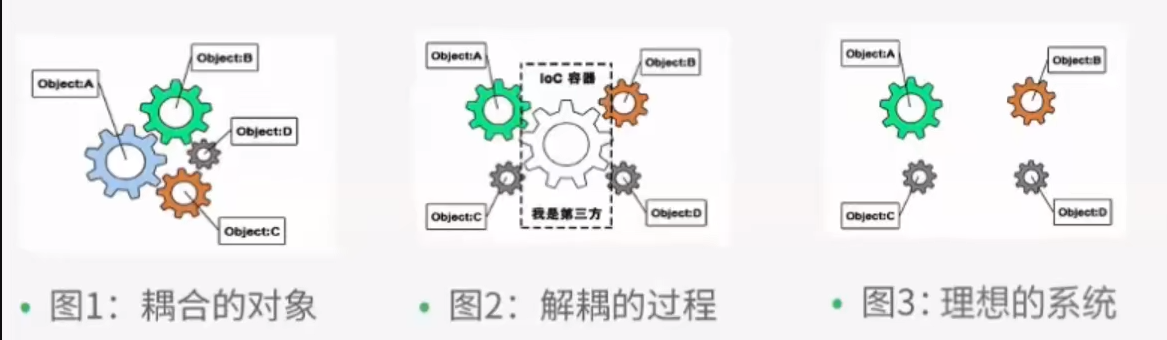 Object:B
Object:A
Object:D
Object:C
• 图1：耦合的对象
Object:A
IoC 容器
Object:B
Object:C
我是第三方
Object:D
• 图2：解耦的过程
Object:A
Object:B
Object:C
Object:D
• 图3：理想的系统